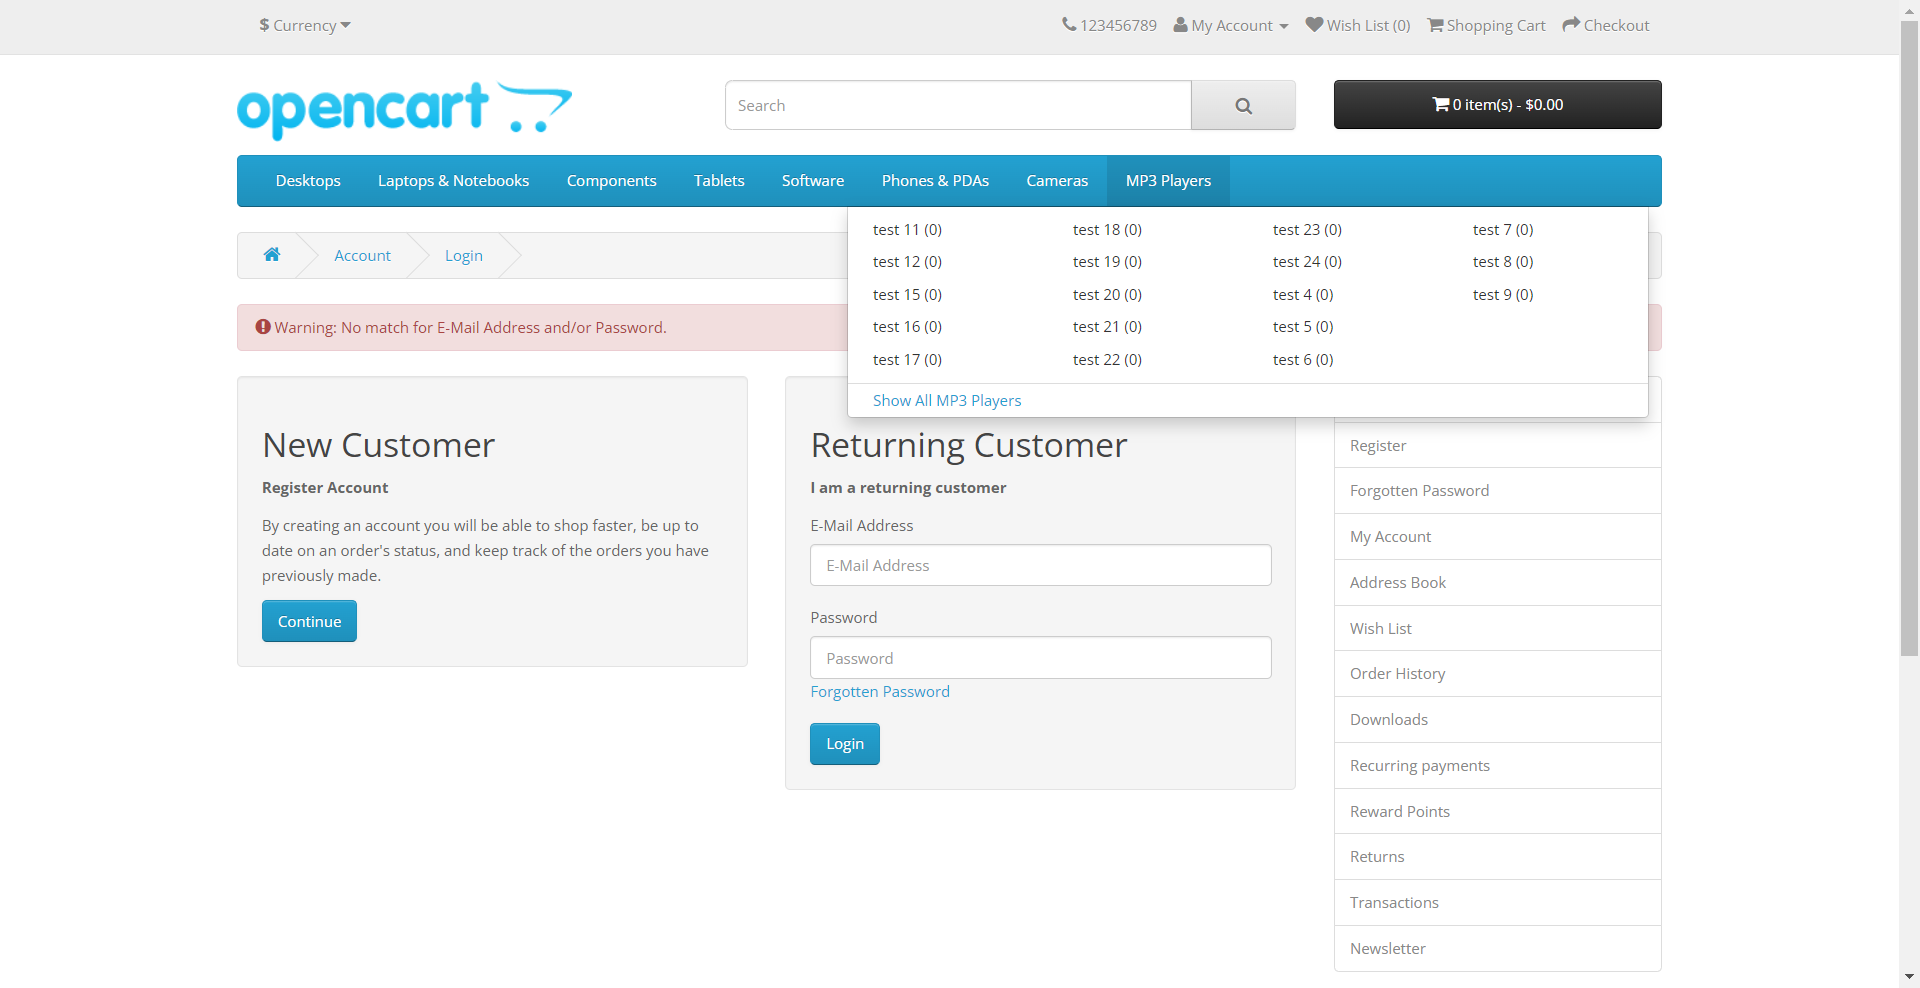 $ Currency
123456789 My Account Wish List (0) Shopping Cart Checkout
opencart
Search
0 item(s) - $0.00
Desktops Laptops & Notebooks Components Tablets Software Phones & PDAs Cameras MP3 Players
test 11 (0) test 18 (0) test 23 (0) test 7 (0)
test 12 (0) test 19 (0) test 24 (0) test 8 (0)
test 15 (0) test 20 (0) test 4 (0) test 9 (0)
test 16 (0) test 21 (0) test 5 (0)
test 17 (0) test 22 (0) test 6 (0)
Show All MP3 Players
Account Login
Warning: No match for E-Mail Address and/or Password.
New Customer
Register Account
By creating an account you will be able to shop faster, be up to
date on an order's status, and keep track of the orders you have
previously made.
Continue
Returning Customer
I am a returning customer
E-Mail Address
E-Mail Address
Password
Password
Forgotten Password
Login
Register
Forgotten Password
My Account
Address Book
Wish List
Order History
Downloads
Recurring payments
Reward Points
Returns
Transactions
Newsletter